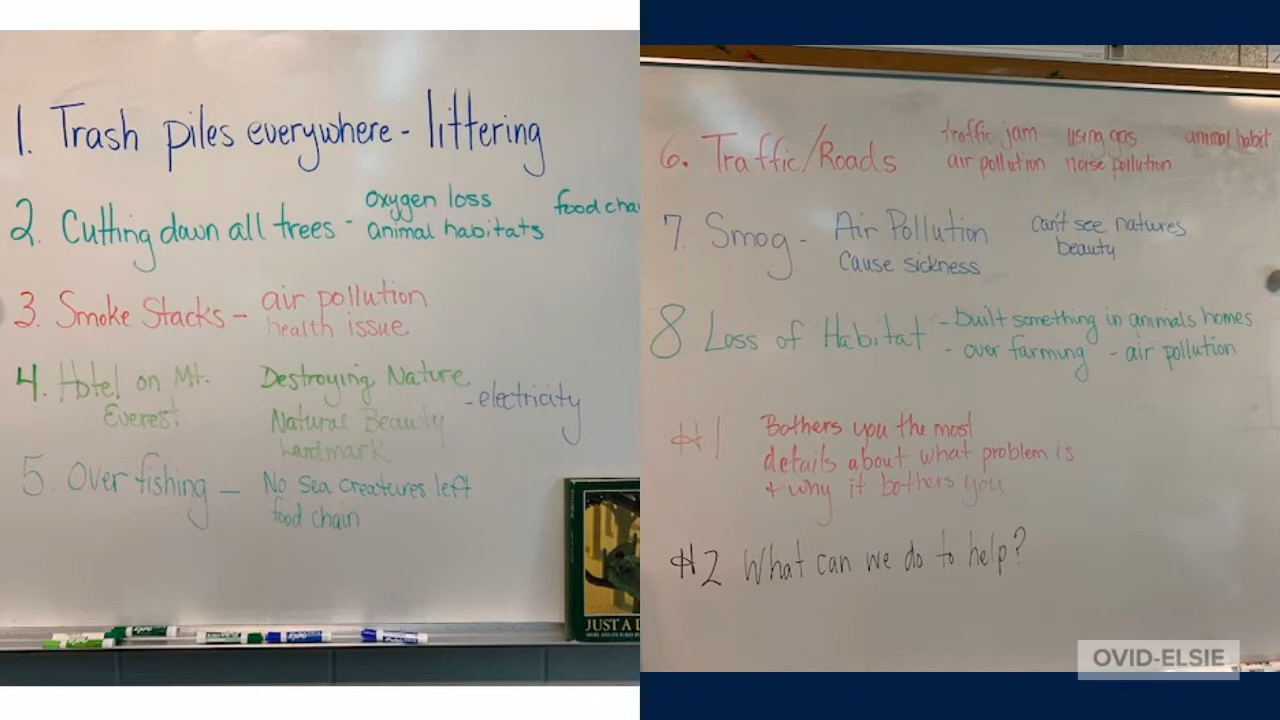 1. Trash piles everywhere - littering
2. Cutting down all trees - oxygen loss
animal habitats
food cha
3. Smoke Stacks - air pollution
health issue
4. Hotel on Mt. Everest
Destroying Nature
- electricity
Natural Beauty
Landmark
5. Over fishing - No Sea creatures left
food chain
JUST A
6. Traffic/Roads
traffic jam using gas animal habit
air pollution noise pollution
7. Smog - Air Pollution
Cause sickness
can't see natures
beauty
8. Loss of Habitat - built something in animals homes
- over farming - air pollution
#1 Bothers you the most
details about what problem is
+ why it bothers you
#2 What can we do to help?
OVID-ELSIE